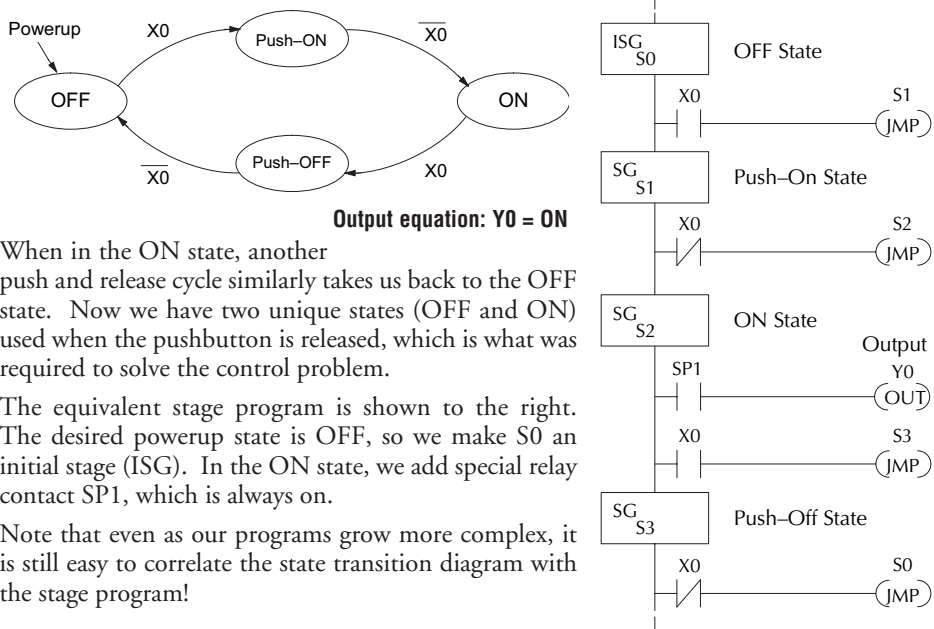 Powerup
X0
Push–ON
X0
OFF
ON
X0
Push–OFF
X0
Output equation: Y0 = ON
When in the ON state, another
push and release cycle similarly takes us back to the OFF
state. Now we have two unique states (OFF and ON)
used when the pushbutton is released, which is what was
required to solve the control problem.
The equivalent stage program is shown to the right.
The desired powerup state is OFF, so we make S0 an
initial stage (ISG). In the ON state, we add special relay
contact SP1, which is always on.
Note that even as our programs grow more complex, it
is still easy to correlate the state transition diagram with
the stage program!
ISG
S0
OFF State
X0
S1
JMP
SG
S1
Push–On State
X0
S2
JMP
SG
S2
ON State
Output
SP1
Y0
OUT
X0
S3
JMP
SG
S3
Push–Off State
X0
S0
JMP